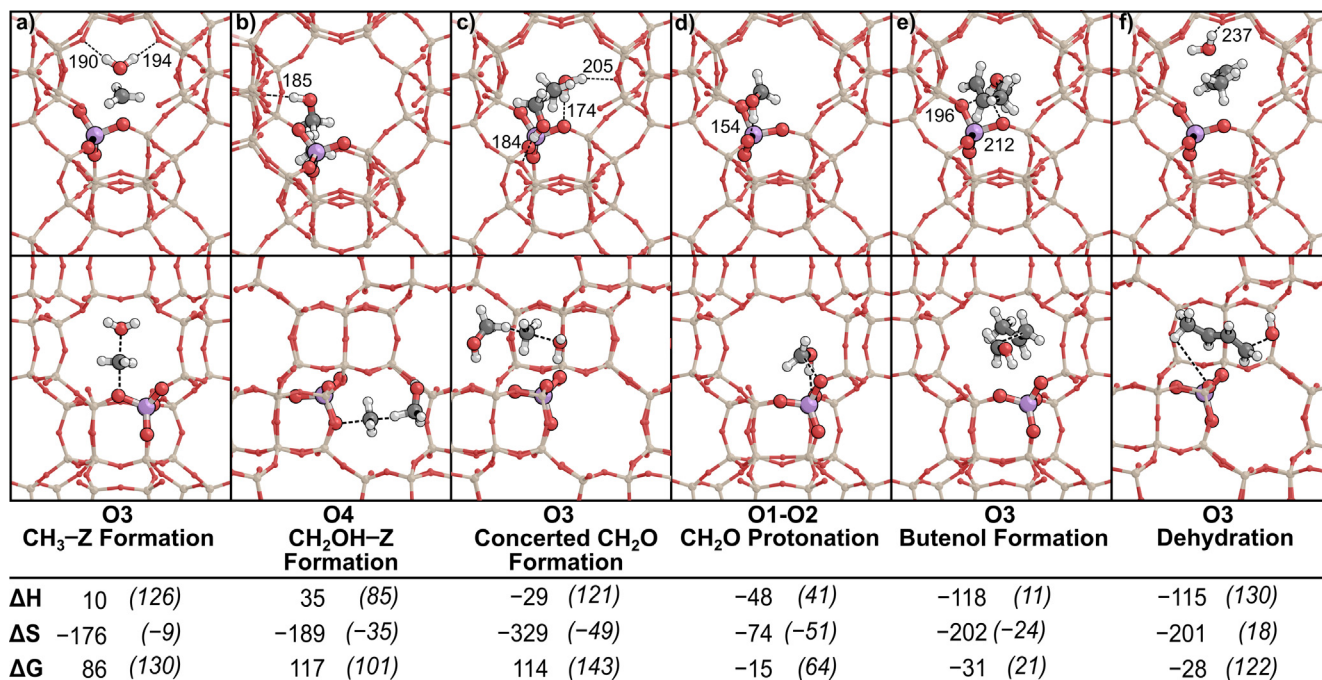 a) b) c) d) e) f)
190 194 185 205 174 184 154 196 212 237
O3 O4 O3 O1-O2 O3 O3
CH₃–Z Formation CH₂OH–Z Formation Concerted CH₂O Formation CH₂O Protonation Butenol Formation Dehydration
ΔH 10 (126) 35 (85) −29 (121) −48 (41) −118 (11) −115 (130)
ΔS −176 (−9) −189 (−35) −329 (−49) −74 (−51) −202 (−24) −201 (18)
ΔG 86 (130) 117 (101) 114 (143) −15 (64) −31 (21) −28 (122)